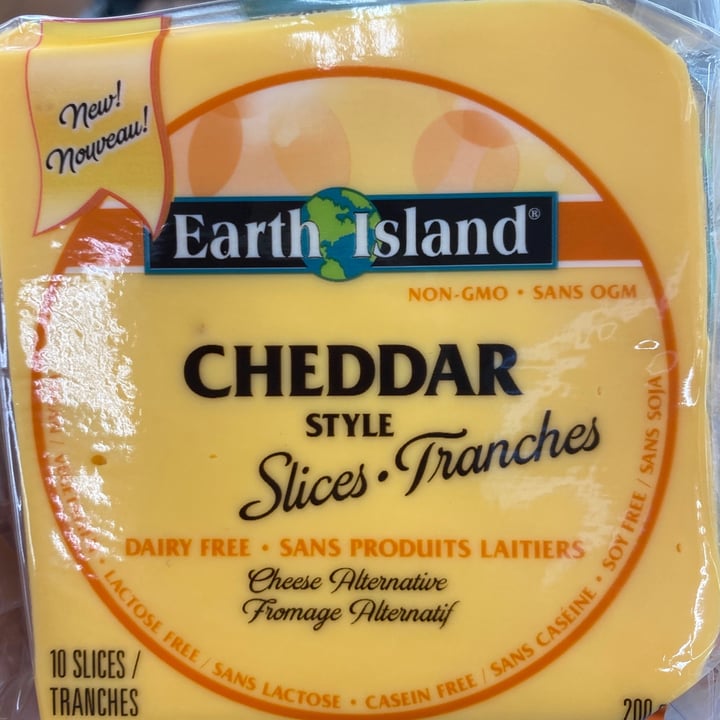 New!
Nouveau!
Earth Island®
NON-GMO • SANS OGM
CHEDDAR
STYLE
Slices • Tranches
DAIRY FREE • SANS PRODUITS LAITIERS
Cheese Alternative
Fromage Alternatif
LACTOSE FREE / SANS LACTOSE • CASEIN FREE / SANS CASÉINE • SOY FREE / SANS SOJA
10 SLICES /
TRANCHES
200